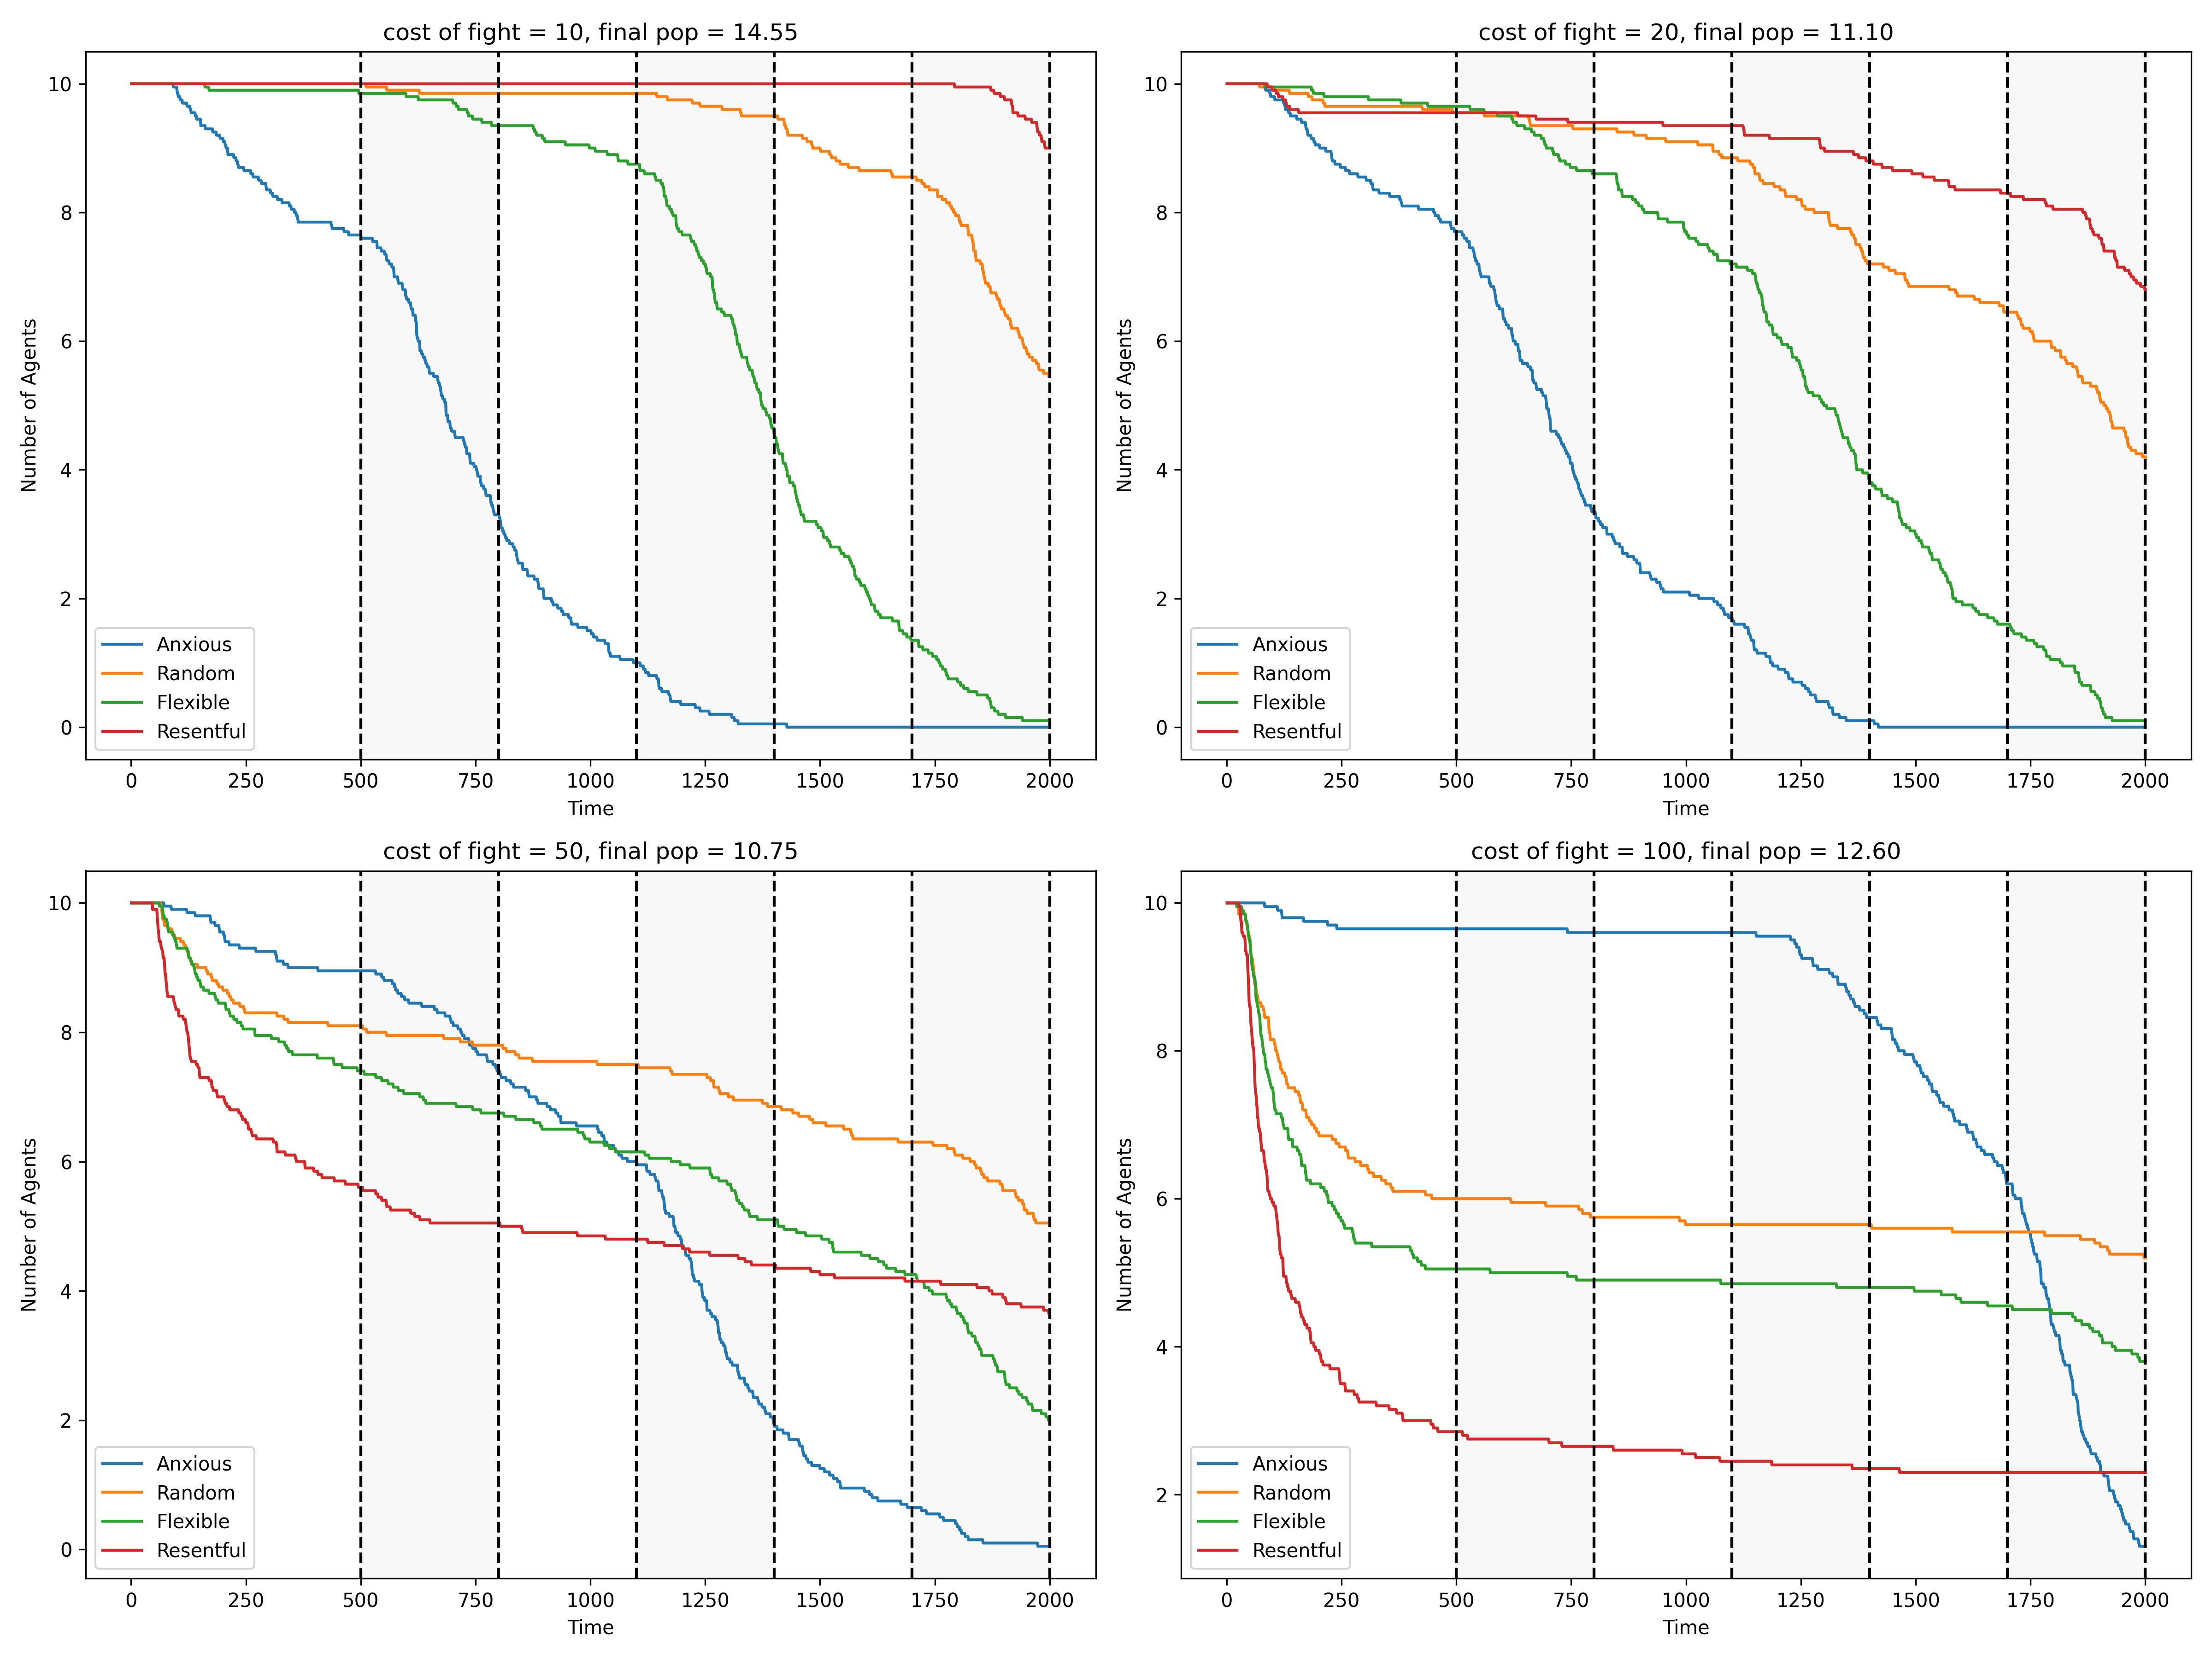 cost of fight = 10, final pop = 14.55
Number of Agents
10
8
6
4
2
0
Anxious
Random
Flexible
Resentful
0 250 500 750 1000 1250 1500 1750 2000
Time
cost of fight = 20, final pop = 11.10
Number of Agents
10
8
6
4
2
0
Anxious
Random
Flexible
Resentful
0 250 500 750 1000 1250 1500 1750 2000
Time
cost of fight = 50, final pop = 10.75
Number of Agents
10
8
6
4
2
0
Anxious
Random
Flexible
Resentful
0 250 500 750 1000 1250 1500 1750 2000
Time
cost of fight = 100, final pop = 12.60
Number of Agents
10
8
6
4
2
Anxious
Random
Flexible
Resentful
0 250 500 750 1000 1250 1500 1750 2000
Time